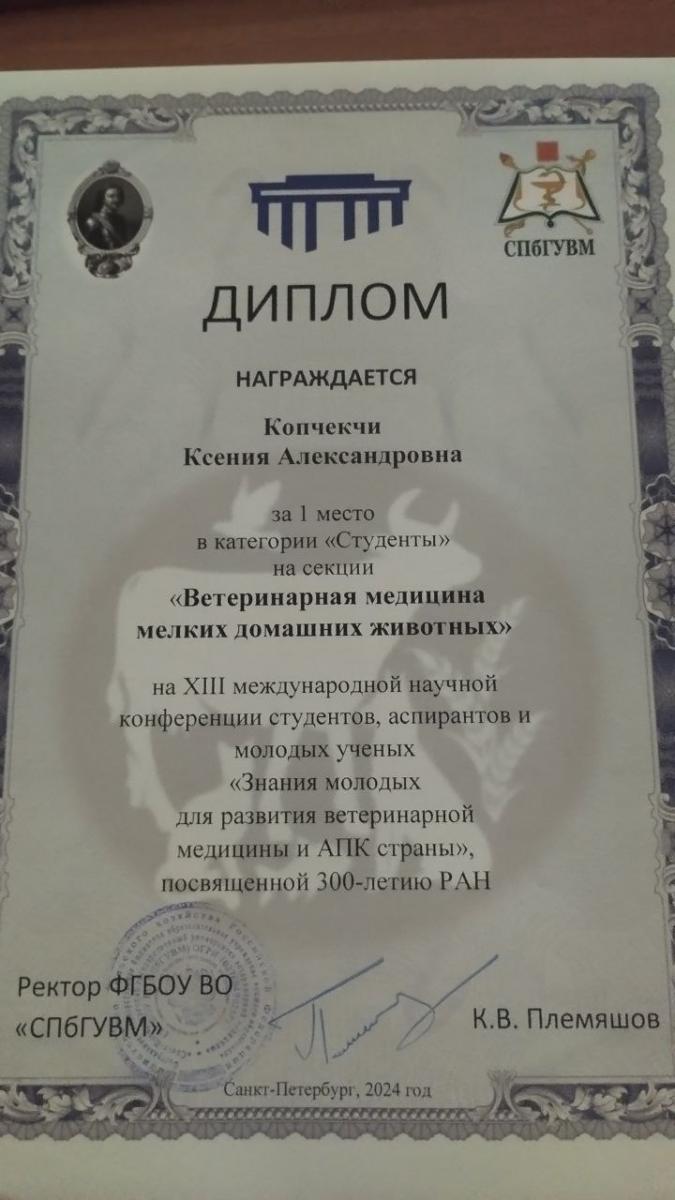 СПбГУВМ
ДИПЛОМ
НАГРАЖДАЕТСЯ
Копчекчи
Ксения Александровна
за 1 место
в категории «Студенты»
на секции
«Ветеринарная медицина
мелких домашних животных»
на XIII международной научной
конференции студентов, аспирантов и
молодых ученых
«Знания молодых
для развития ветеринарной
медицины и АПК страны»,
посвященной 300-летию РАН
Ректор ФГБОУ ВО
«СПбГУВМ»
К.В. Племяшов
Санкт-Петербург, 2024 год